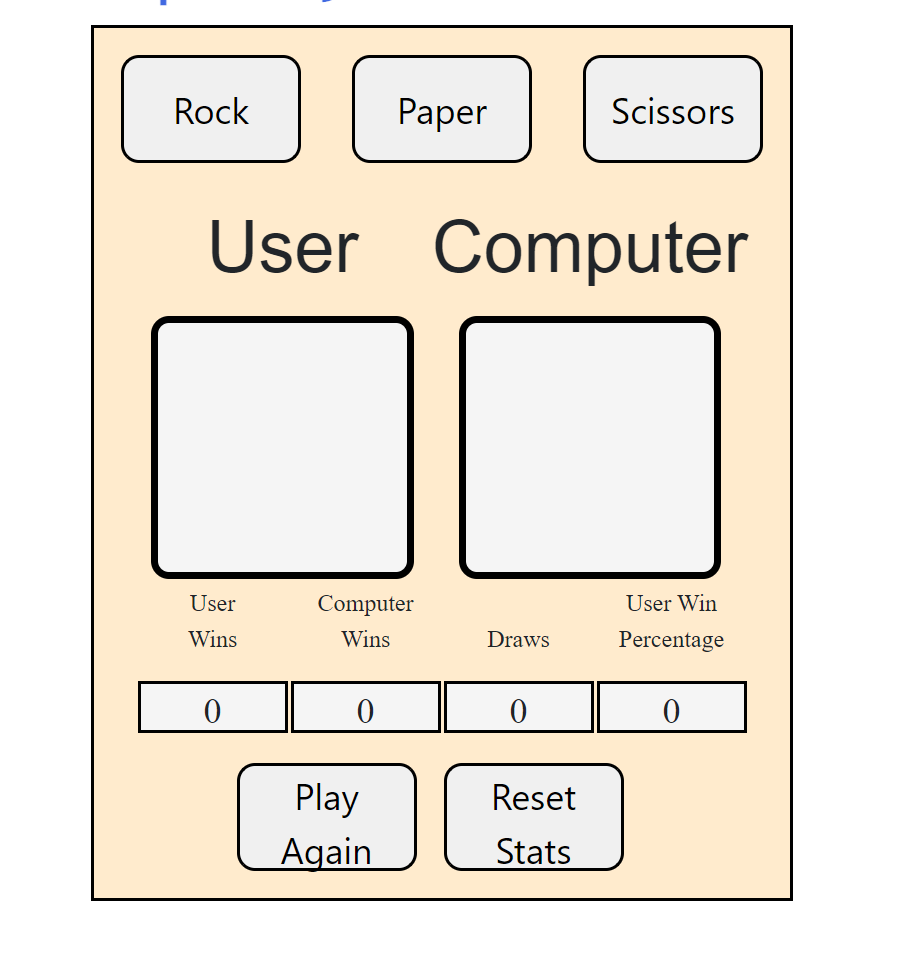 Rock Paper Scissors
User Computer
User Computer User Win
Wins Wins Draws Percentage
0 0 0 0
Play Reset
Again Stats